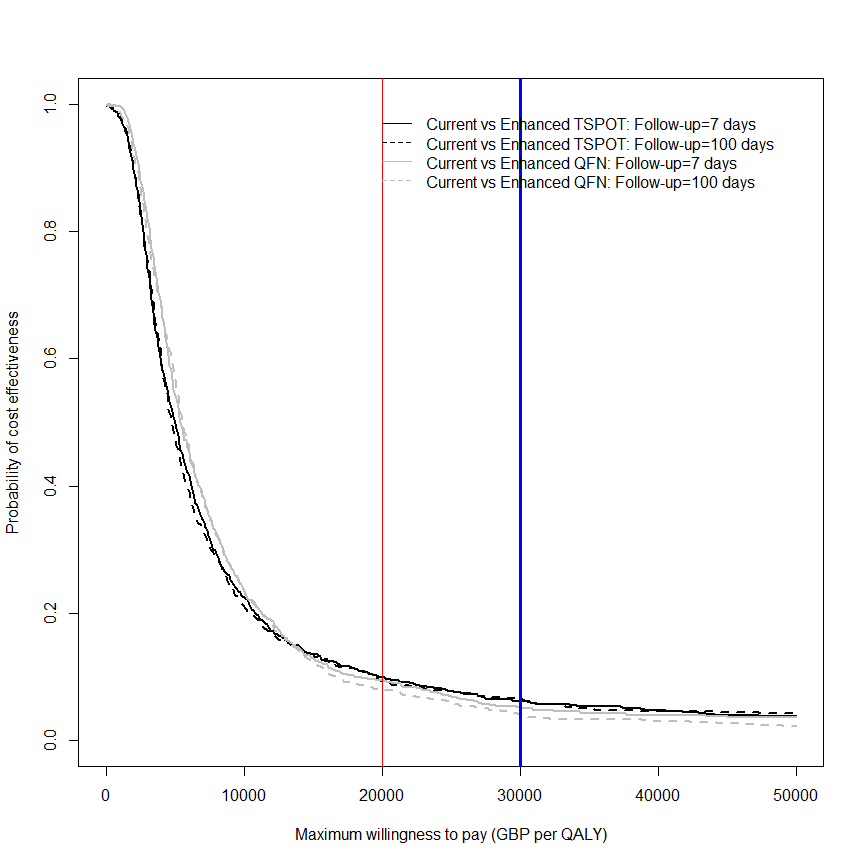 Current vs Enhanced TSPOT: Follow-up=7 days
Current vs Enhanced TSPOT: Follow-up=100 days
Current vs Enhanced QFN: Follow-up=7 days
Current vs Enhanced QFN: Follow-up=100 days
Probability of cost effectiveness
1.0
0.8
0.6
0.4
0.2
0.0
0 10000 20000 30000 40000 50000
Maximum willingness to pay (GBP per QALY)